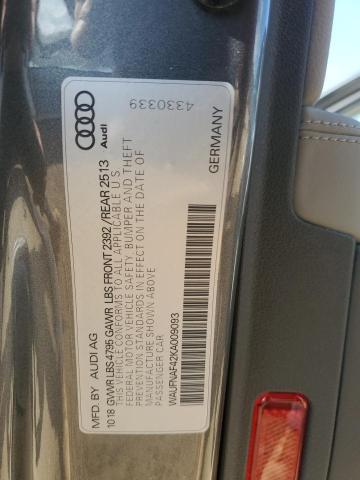 4330339
Audi
GERMANY
MFD. BY AUDI AG
10 18 GVWR LBS 4795 GAWR LBS FRONT 2392 / REAR 2513
THIS VEHICLE CONFORMS TO ALL APPLICABLE U S
FEDERAL MOTOR VEHICLE SAFETY, BUMPER AND THEFT
PREVENTION STANDARDS IN EFFECT ON THE DATE OF
MANUFACTURE SHOWN ABOVE
PASSENGER CAR
WAUFNAF42KA009093